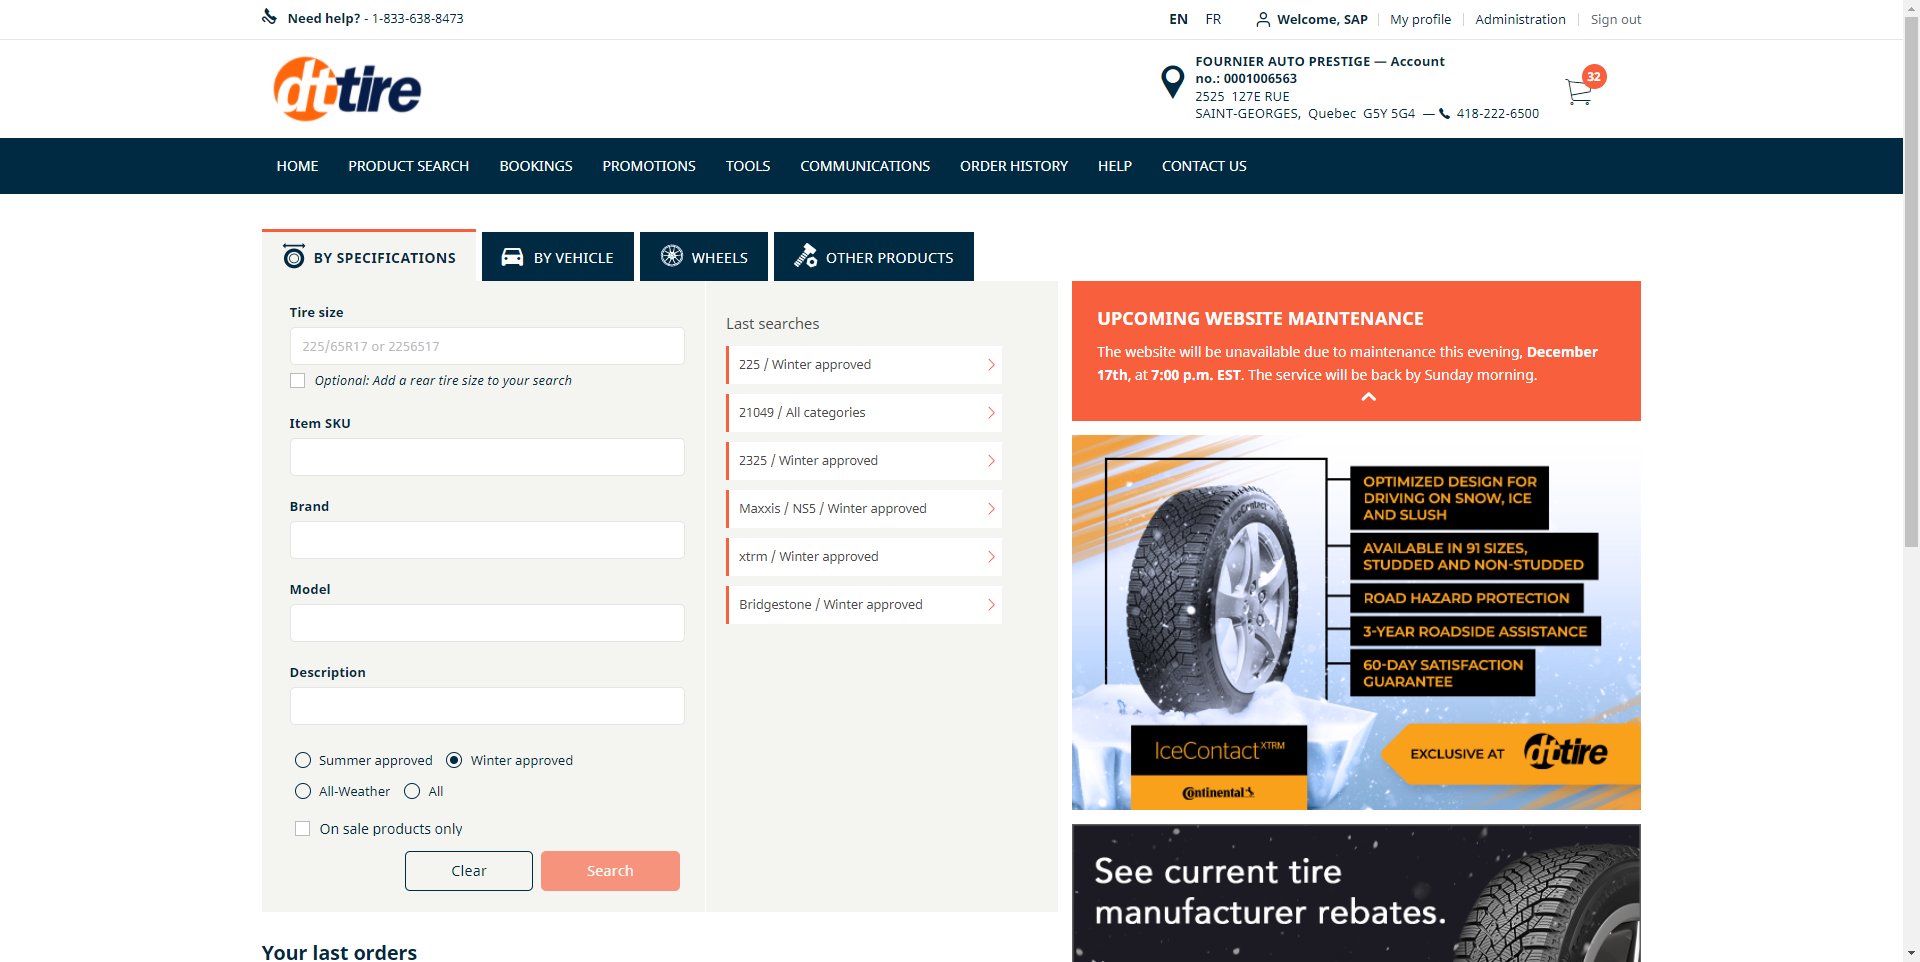 Need help? - 1-833-638-8473
EN FR Welcome, SAP My profile Administration Sign out
dttire
FOURNIER AUTO PRESTIGE — Account
no.: 0001006563
2525 127E RUE
SAINT-GEORGES, Quebec G5Y 5G4 — 418-222-6500
32
HOME PRODUCT SEARCH BOOKINGS PROMOTIONS TOOLS COMMUNICATIONS ORDER HISTORY HELP CONTACT US
BY SPECIFICATIONS BY VEHICLE WHEELS OTHER PRODUCTS
Tire size
225/65R17 or 2256517
Optional: Add a rear tire size to your search
Item SKU
Brand
Model
Description
Summer approved Winter approved
All-Weather All
On sale products only
Clear Search
Last searches
225 / Winter approved
21049 / All categories
2325 / Winter approved
Maxxis / NS5 / Winter approved
xtrm / Winter approved
Bridgestone / Winter approved
UPCOMING WEBSITE MAINTENANCE
The website will be unavailable due to maintenance this evening, December
17th, at 7:00 p.m. EST. The service will be back by Sunday morning.
OPTIMIZED DESIGN FOR
DRIVING ON SNOW, ICE
AND SLUSH
AVAILABLE IN 91 SIZES,
STUDDED AND NON-STUDDED
ROAD HAZARD PROTECTION
3-YEAR ROADSIDE ASSISTANCE
60-DAY SATISFACTION
GUARANTEE
IceContact
IceContact XTRM
Continental
EXCLUSIVE AT dttire
See current tire
manufacturer rebates.
Your last orders